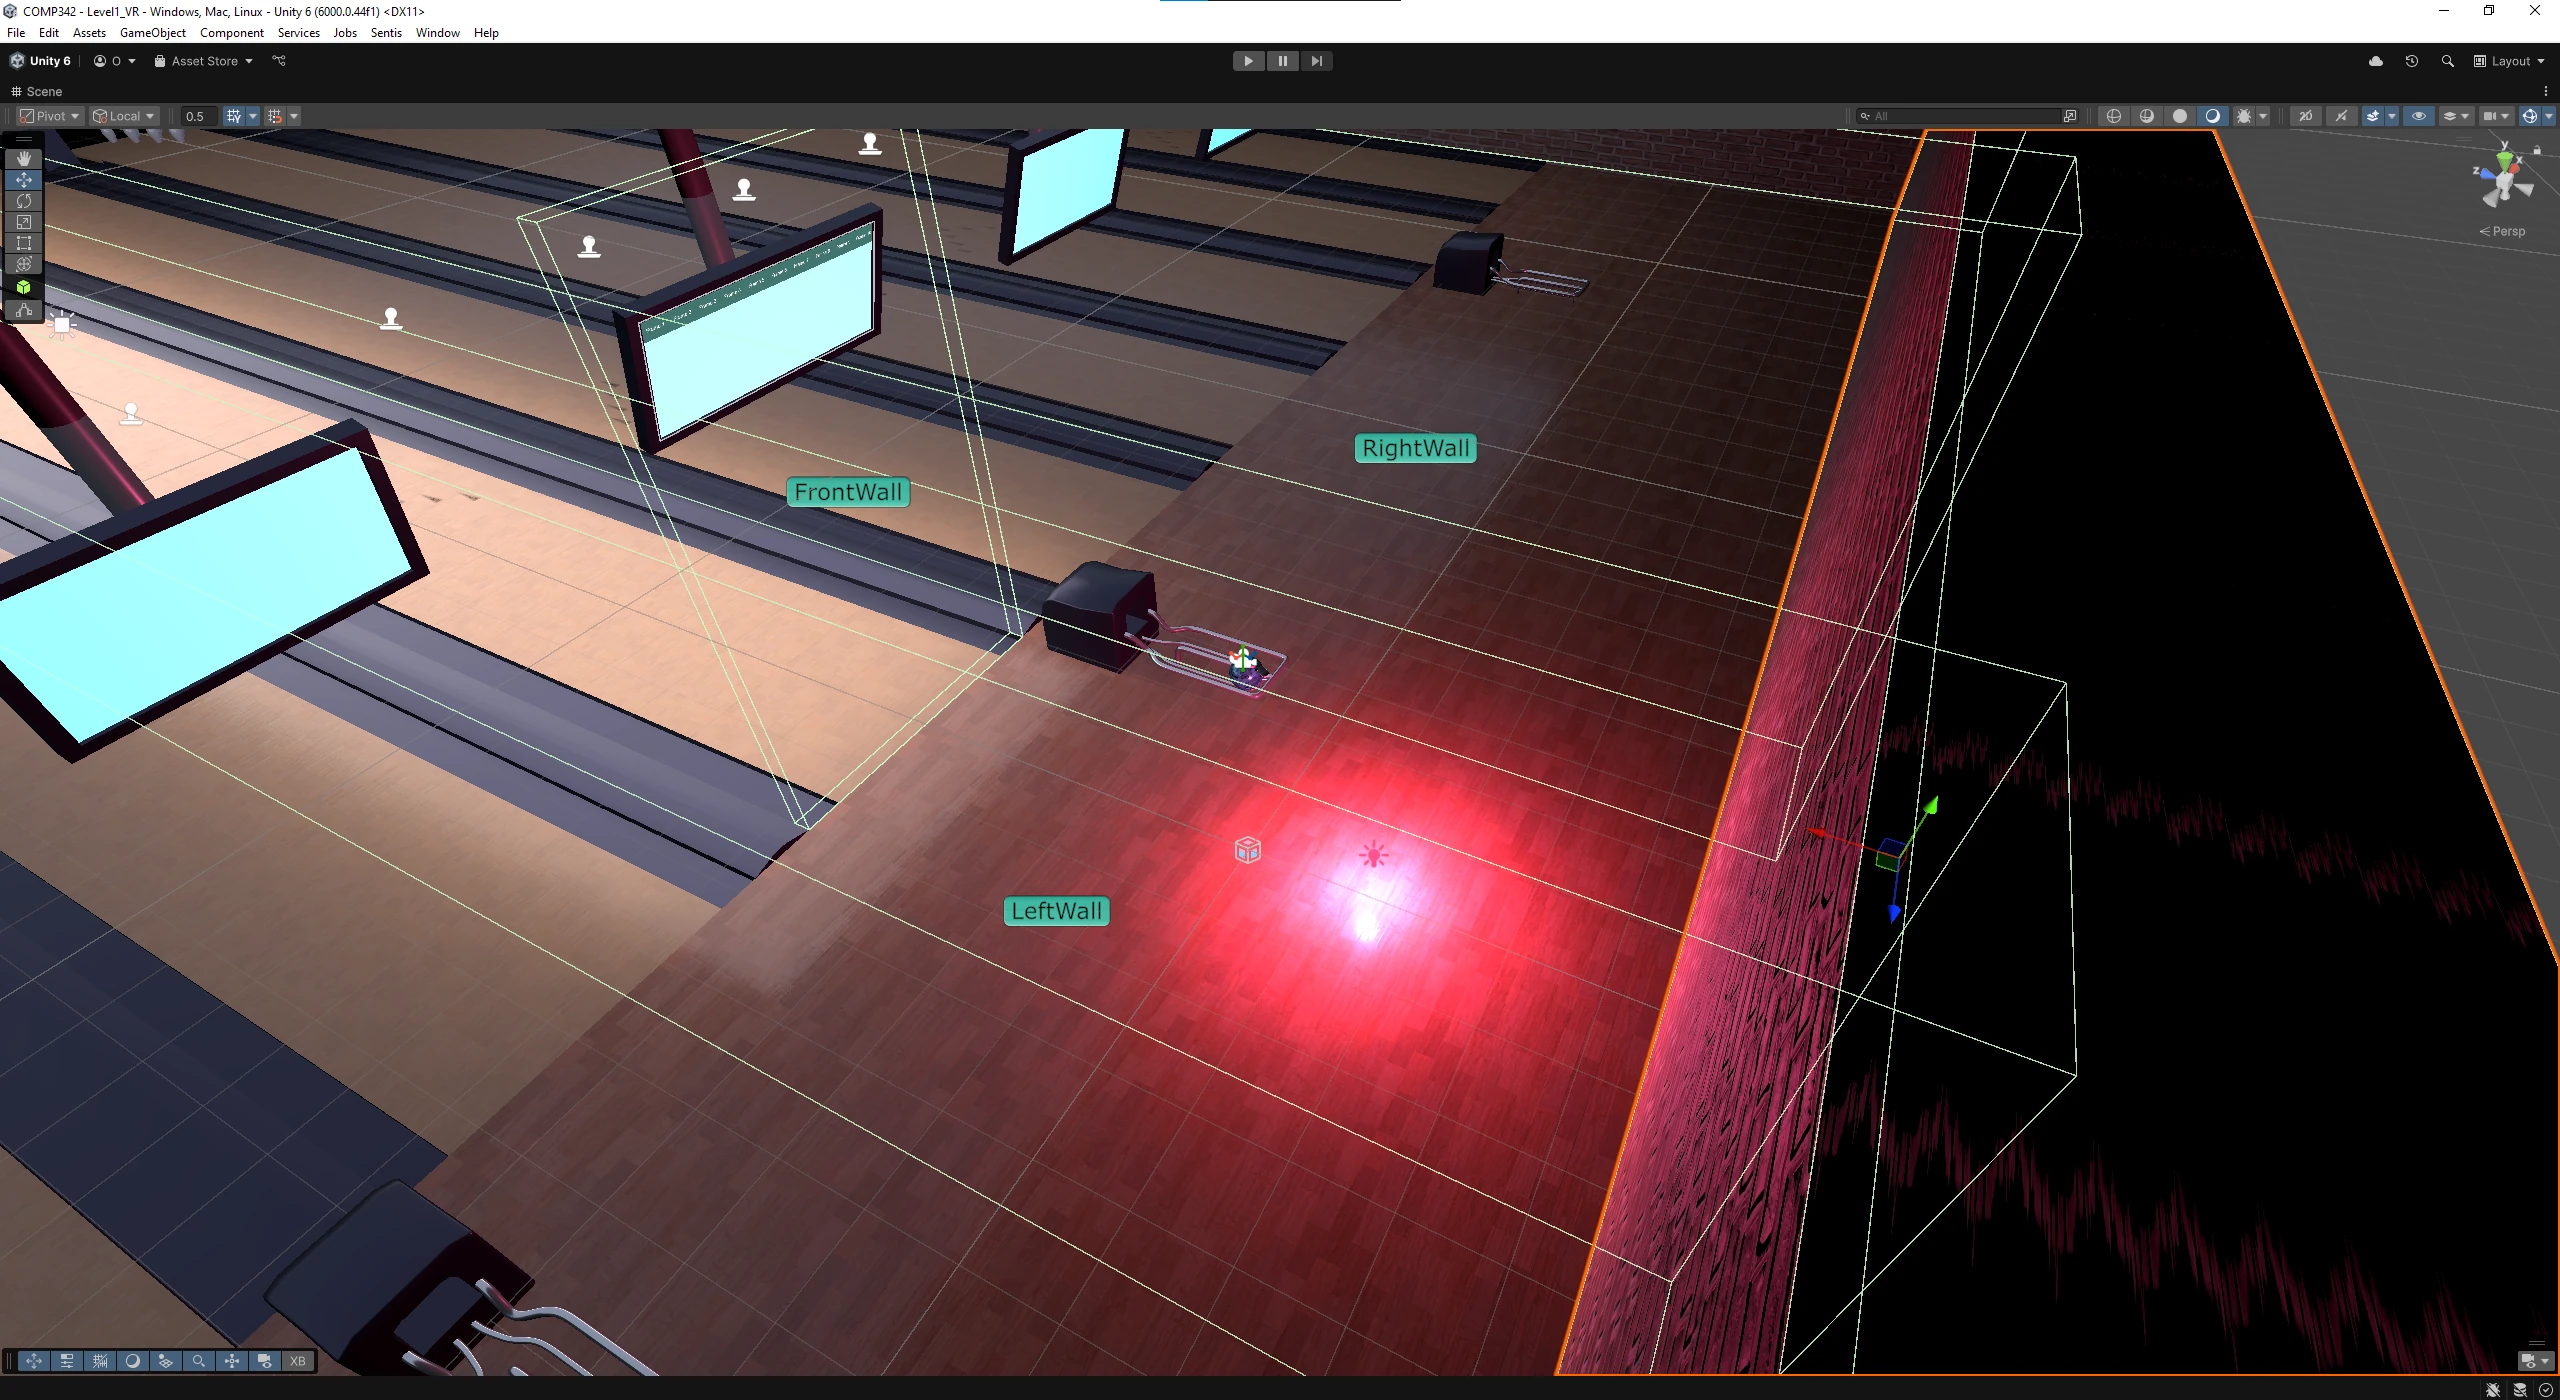 COMP342 - Level1_VR - Windows, Mac, Linux - Unity 6 (6000.0.44f1) <DX11>
File Edit Assets GameObject Component Services Jobs Sentis Window Help
Unity 6 O Asset Store Layout
Scene
Pivot Local 0.5 All 2D
y
x
z
Persp
RightWall
FrontWall
LeftWall
XB